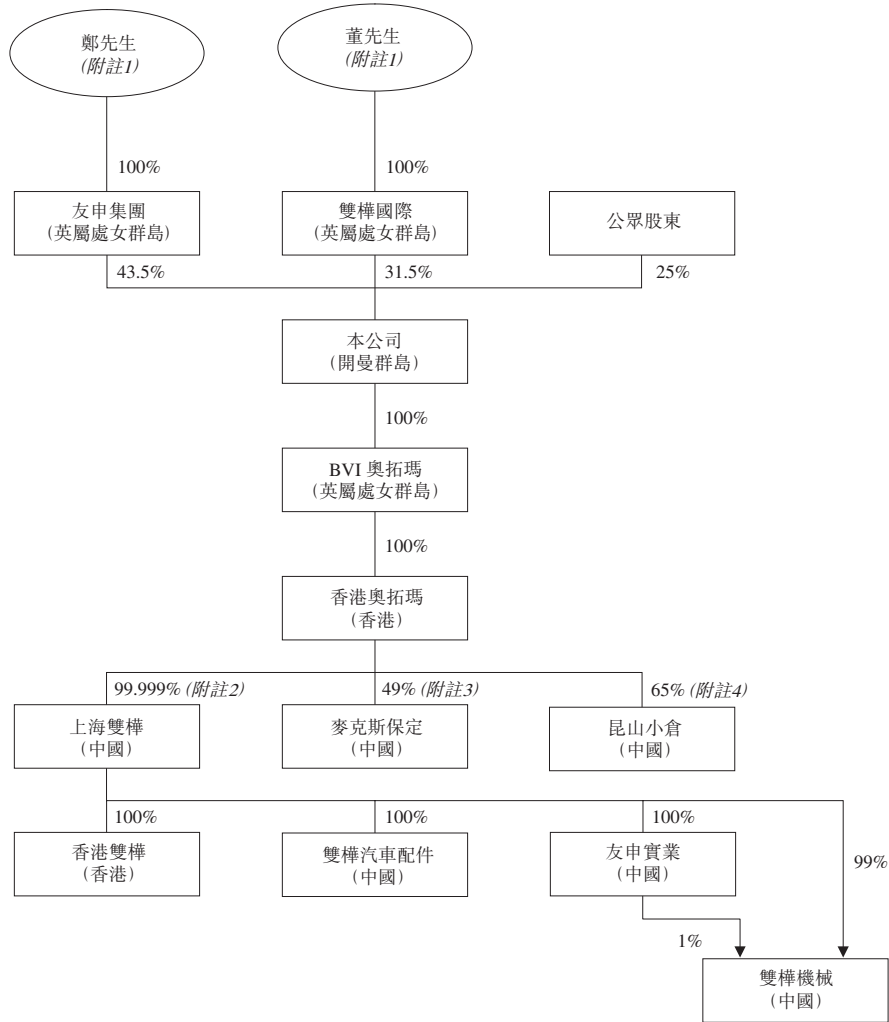 鄭先生
(附註1)
董先生
(附註1)
100%
100%
友申集團
(英屬處女群島)
雙樺國際
(英屬處女群島)
公眾股東
43.5%
31.5%
25%
本公司
(開曼群島)
100%
BVI 奧拓瑪
(英屬處女群島)
100%
香港奧拓瑪
(香港)
99.999% (附註2)
49% (附註3)
65% (附註4)
上海雙樺
(中國)
麥克斯保定
(中國)
昆山小倉
(中國)
100%
100%
100%
99%
香港雙樺
(香港)
雙樺汽車配件
(中國)
友申實業
(中國)
1%
雙樺機械
(中國)